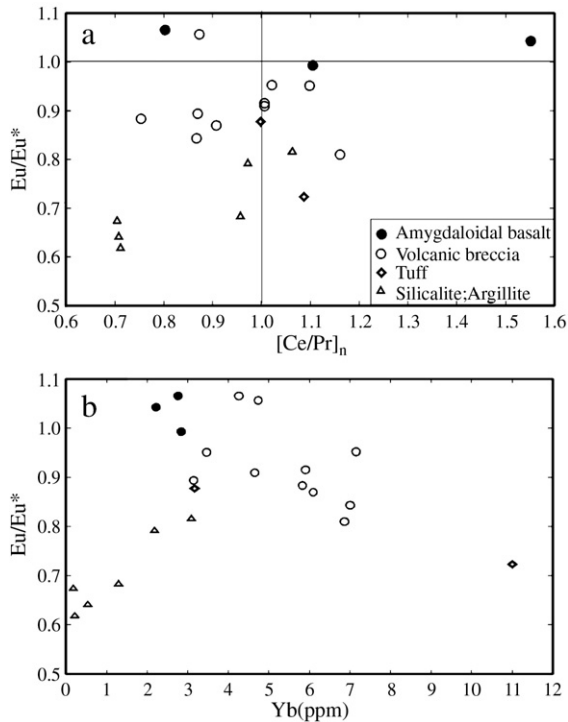 a
1.1
1.0
0.9
0.8
0.7
0.6
0.5
Eu/Eu*
Amygdaloidal basalt
Volcanic breccia
Tuff
Silicalite;Argillite
0.6 0.7 0.8 0.9 1.0 1.1 1.2 1.3 1.4 1.5 1.6
[Ce/Pr]n
b
1.1
1.0
0.9
0.8
0.7
0.6
0.5
Eu/Eu*
0 1 2 3 4 5 6 7 8 9 10 11 12
Yb(ppm)